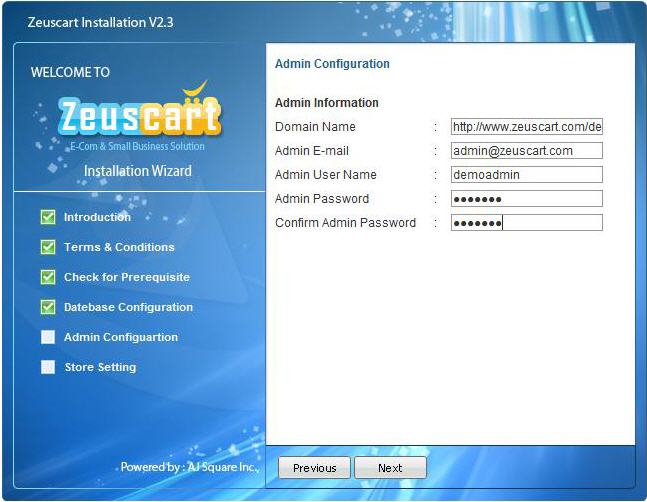 Zeuscart Installation V2.3
WELCOME TO
Zeuscart
E-Com & Small Business Solution
Installation Wizard
Introduction
Terms & Conditions
Check for Prerequisite
Datebase Configuration
Admin Configuartion
Store Setting
Powered by : AJ Square Inc.,
Admin Configuration
Admin Information
Domain Name : http://www.zeuscart.com/de
Admin E-mail : admin@zeuscart.com
Admin User Name : demoadmin
Admin Password : ●●●●●●●
Confirm Admin Password : ●●●●●●●
Previous Next